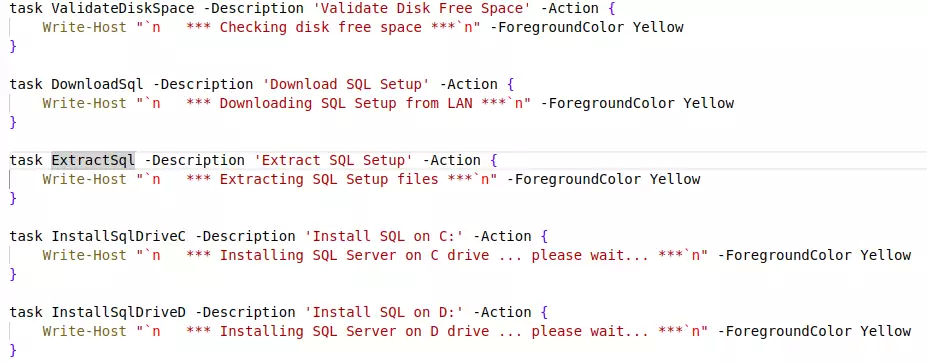 task ValidateDiskSpace -Description 'Validate Disk Free Space' -Action {
    Write-Host "`n   *** Checking disk free space ***`n" -ForegroundColor Yellow
}

task DownloadSql -Description 'Download SQL Setup' -Action {
    Write-Host "`n   *** Downloading SQL Setup from LAN ***`n" -ForegroundColor Yellow
}

task ExtractSql -Description 'Extract SQL Setup' -Action {
    Write-Host "`n   *** Extracting SQL Setup files ***`n" -ForegroundColor Yellow
}

task InstallSqlDriveC -Description 'Install SQL on C:' -Action {
    Write-Host "`n   *** Installing SQL Server on C drive ... please wait... ***`n" -ForegroundColor Yellow
}

task InstallSqlDriveD -Description 'Install SQL on D:' -Action {
    Write-Host "`n   *** Installing SQL Server on D drive ... please wait... ***`n" -ForegroundColor Yellow
}